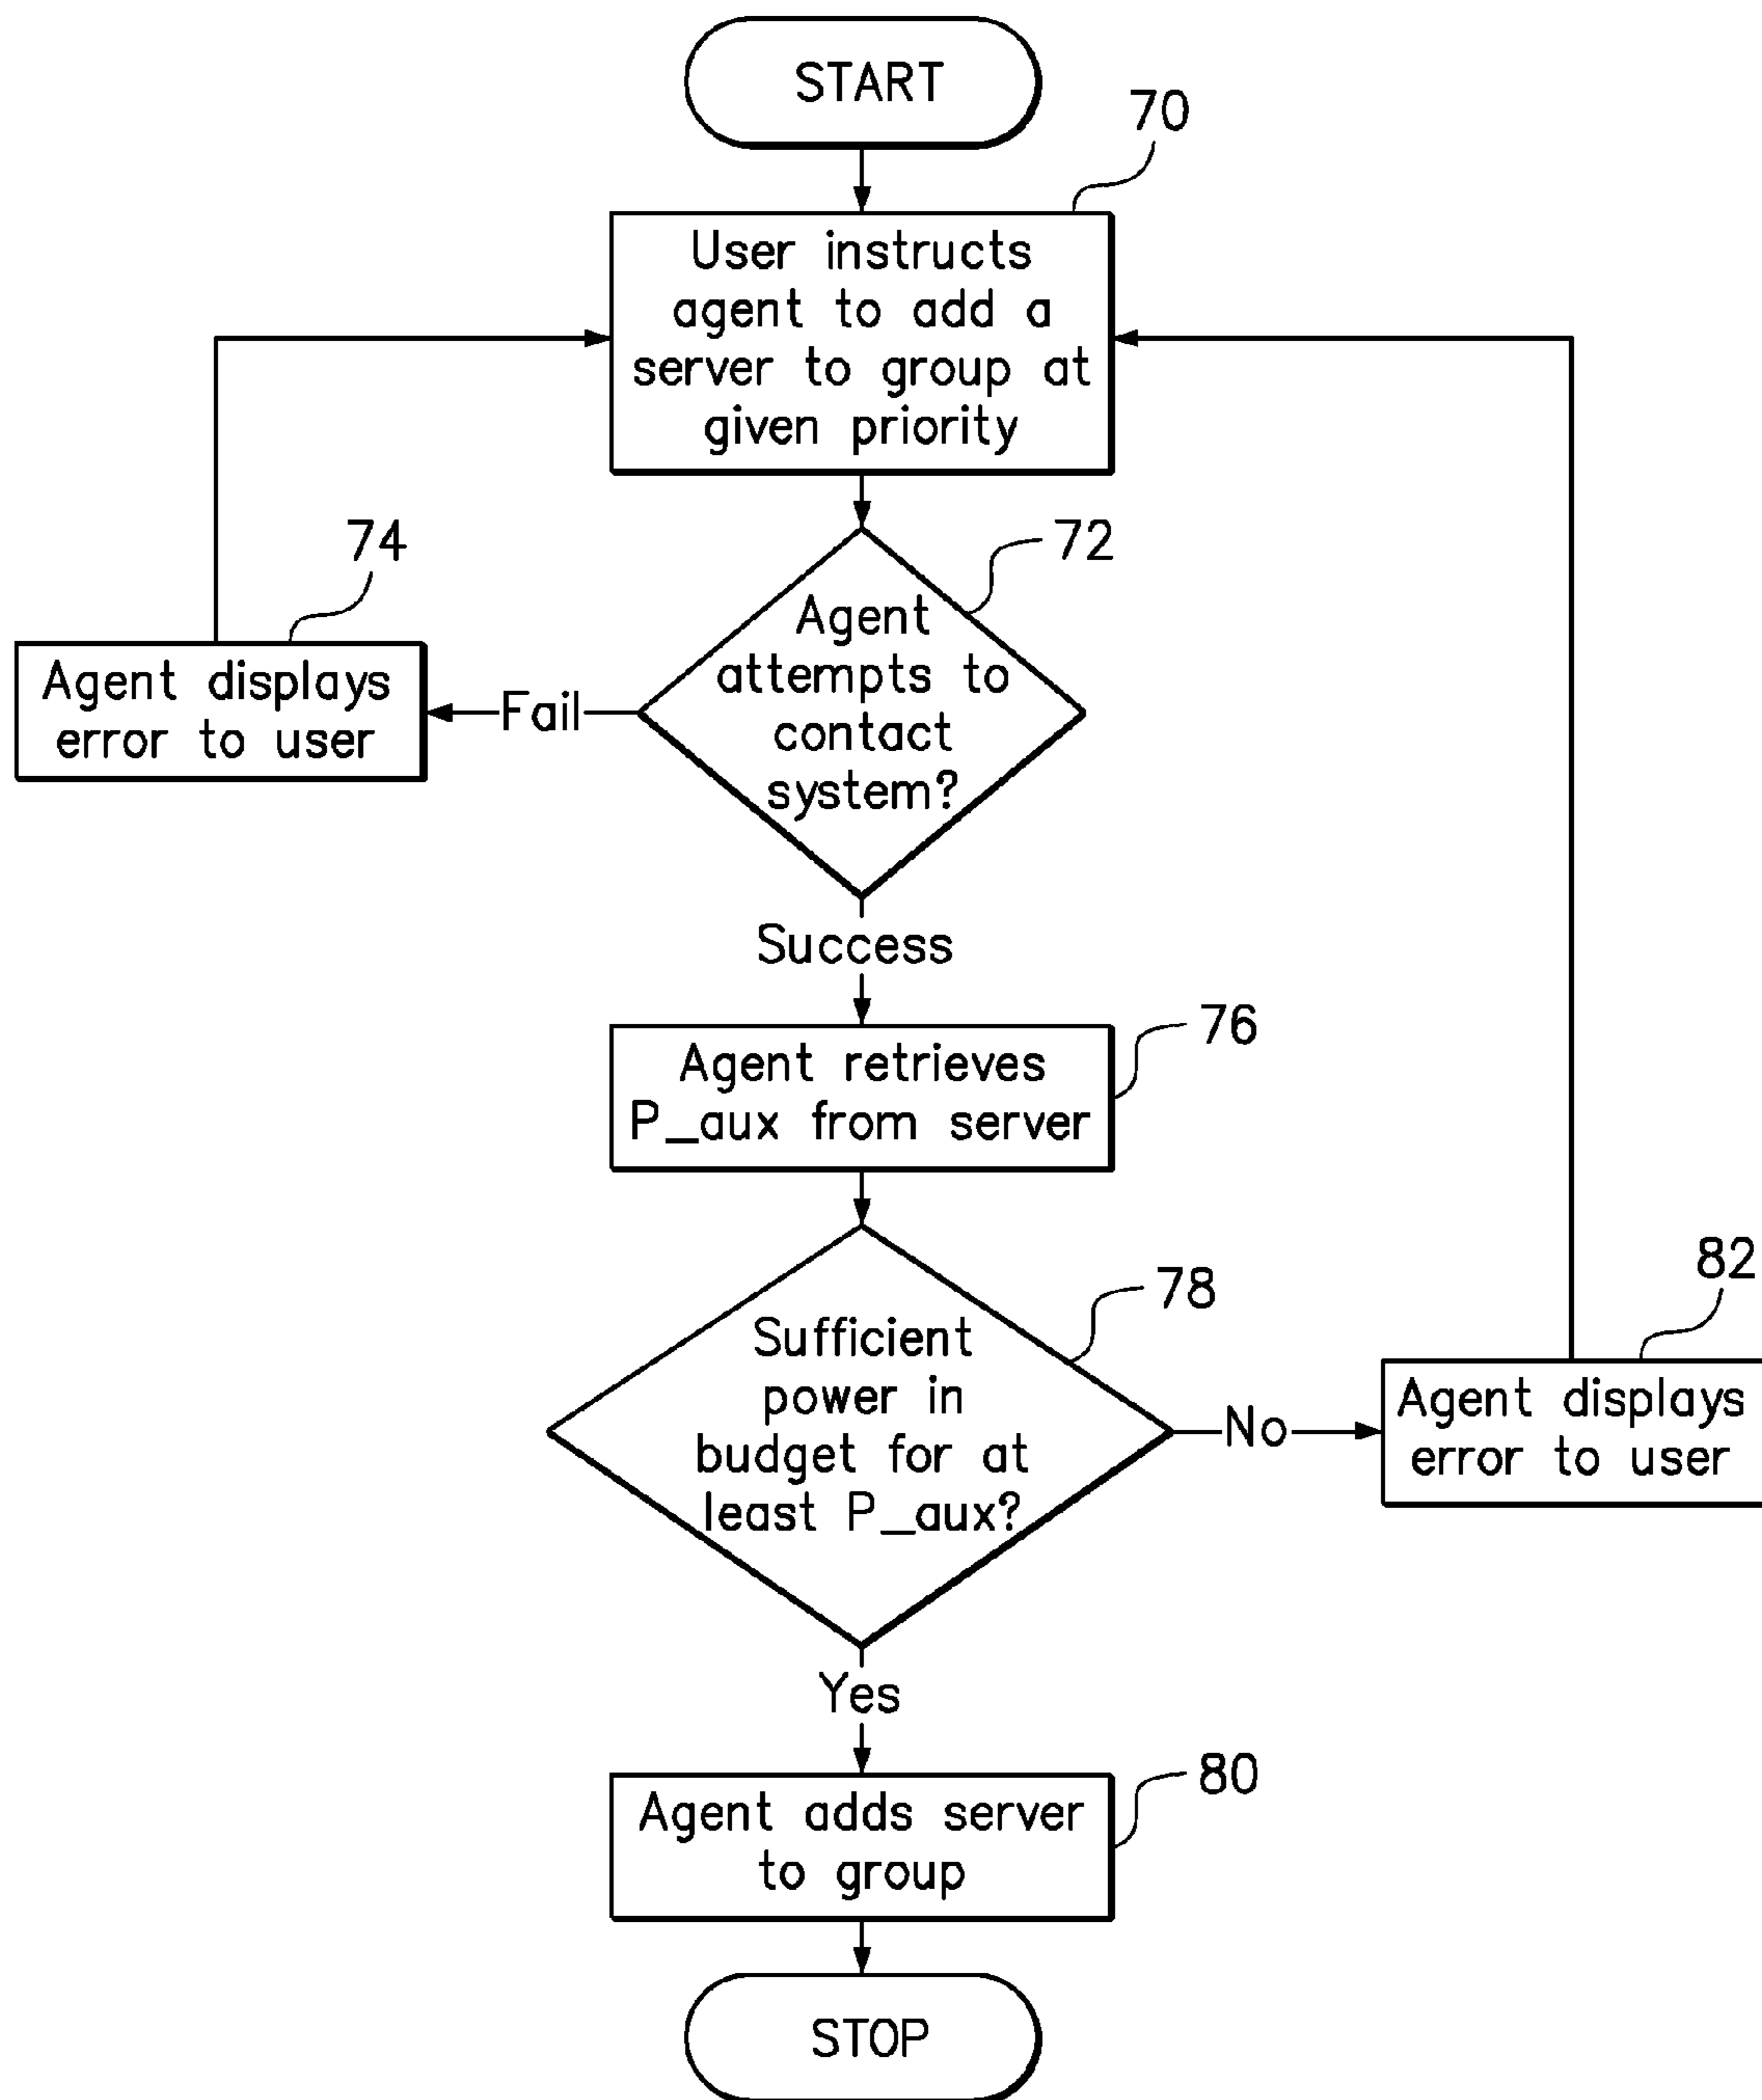 START
70
User instructs
agent to add a
server to group at
given priority
72
Agent
attempts to
contact
system?
74
Agent displays
error to user
Fail
Success
76
Agent retrieves
P_aux from server
78
Sufficient
power in
budget for at
least P_aux?
No
82
Agent displays
error to user
Yes
80
Agent adds server
to group
STOP